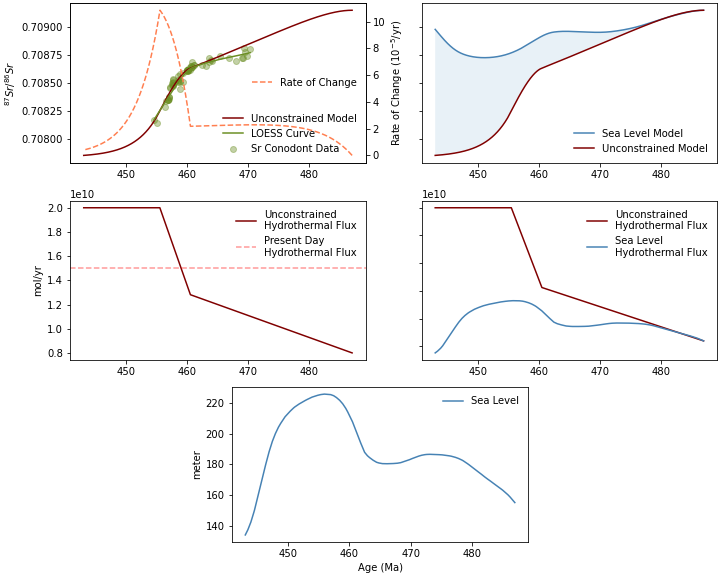 0.70900
0.70875
0.70850
0.70825
0.70800
⁸⁷Sr/⁸⁶Sr
450 460 470 480
10
8
6
4
2
0
Rate of Change (10⁻⁵/yr)
Rate of Change
Unconstrained Model
LOESS Curve
Sr Conodont Data
Sea Level Model
Unconstrained Model
450 460 470 480
1e10
2.0
1.8
1.6
1.4
1.2
1.0
0.8
mol/yr
Unconstrained
Hydrothermal Flux
Present Day
Hydrothermal Flux
450 460 470 480
1e10
Unconstrained
Hydrothermal Flux
Sea Level
Hydrothermal Flux
450 460 470 480
220
200
180
160
140
meter
Sea Level
450 460 470 480
Age (Ma)